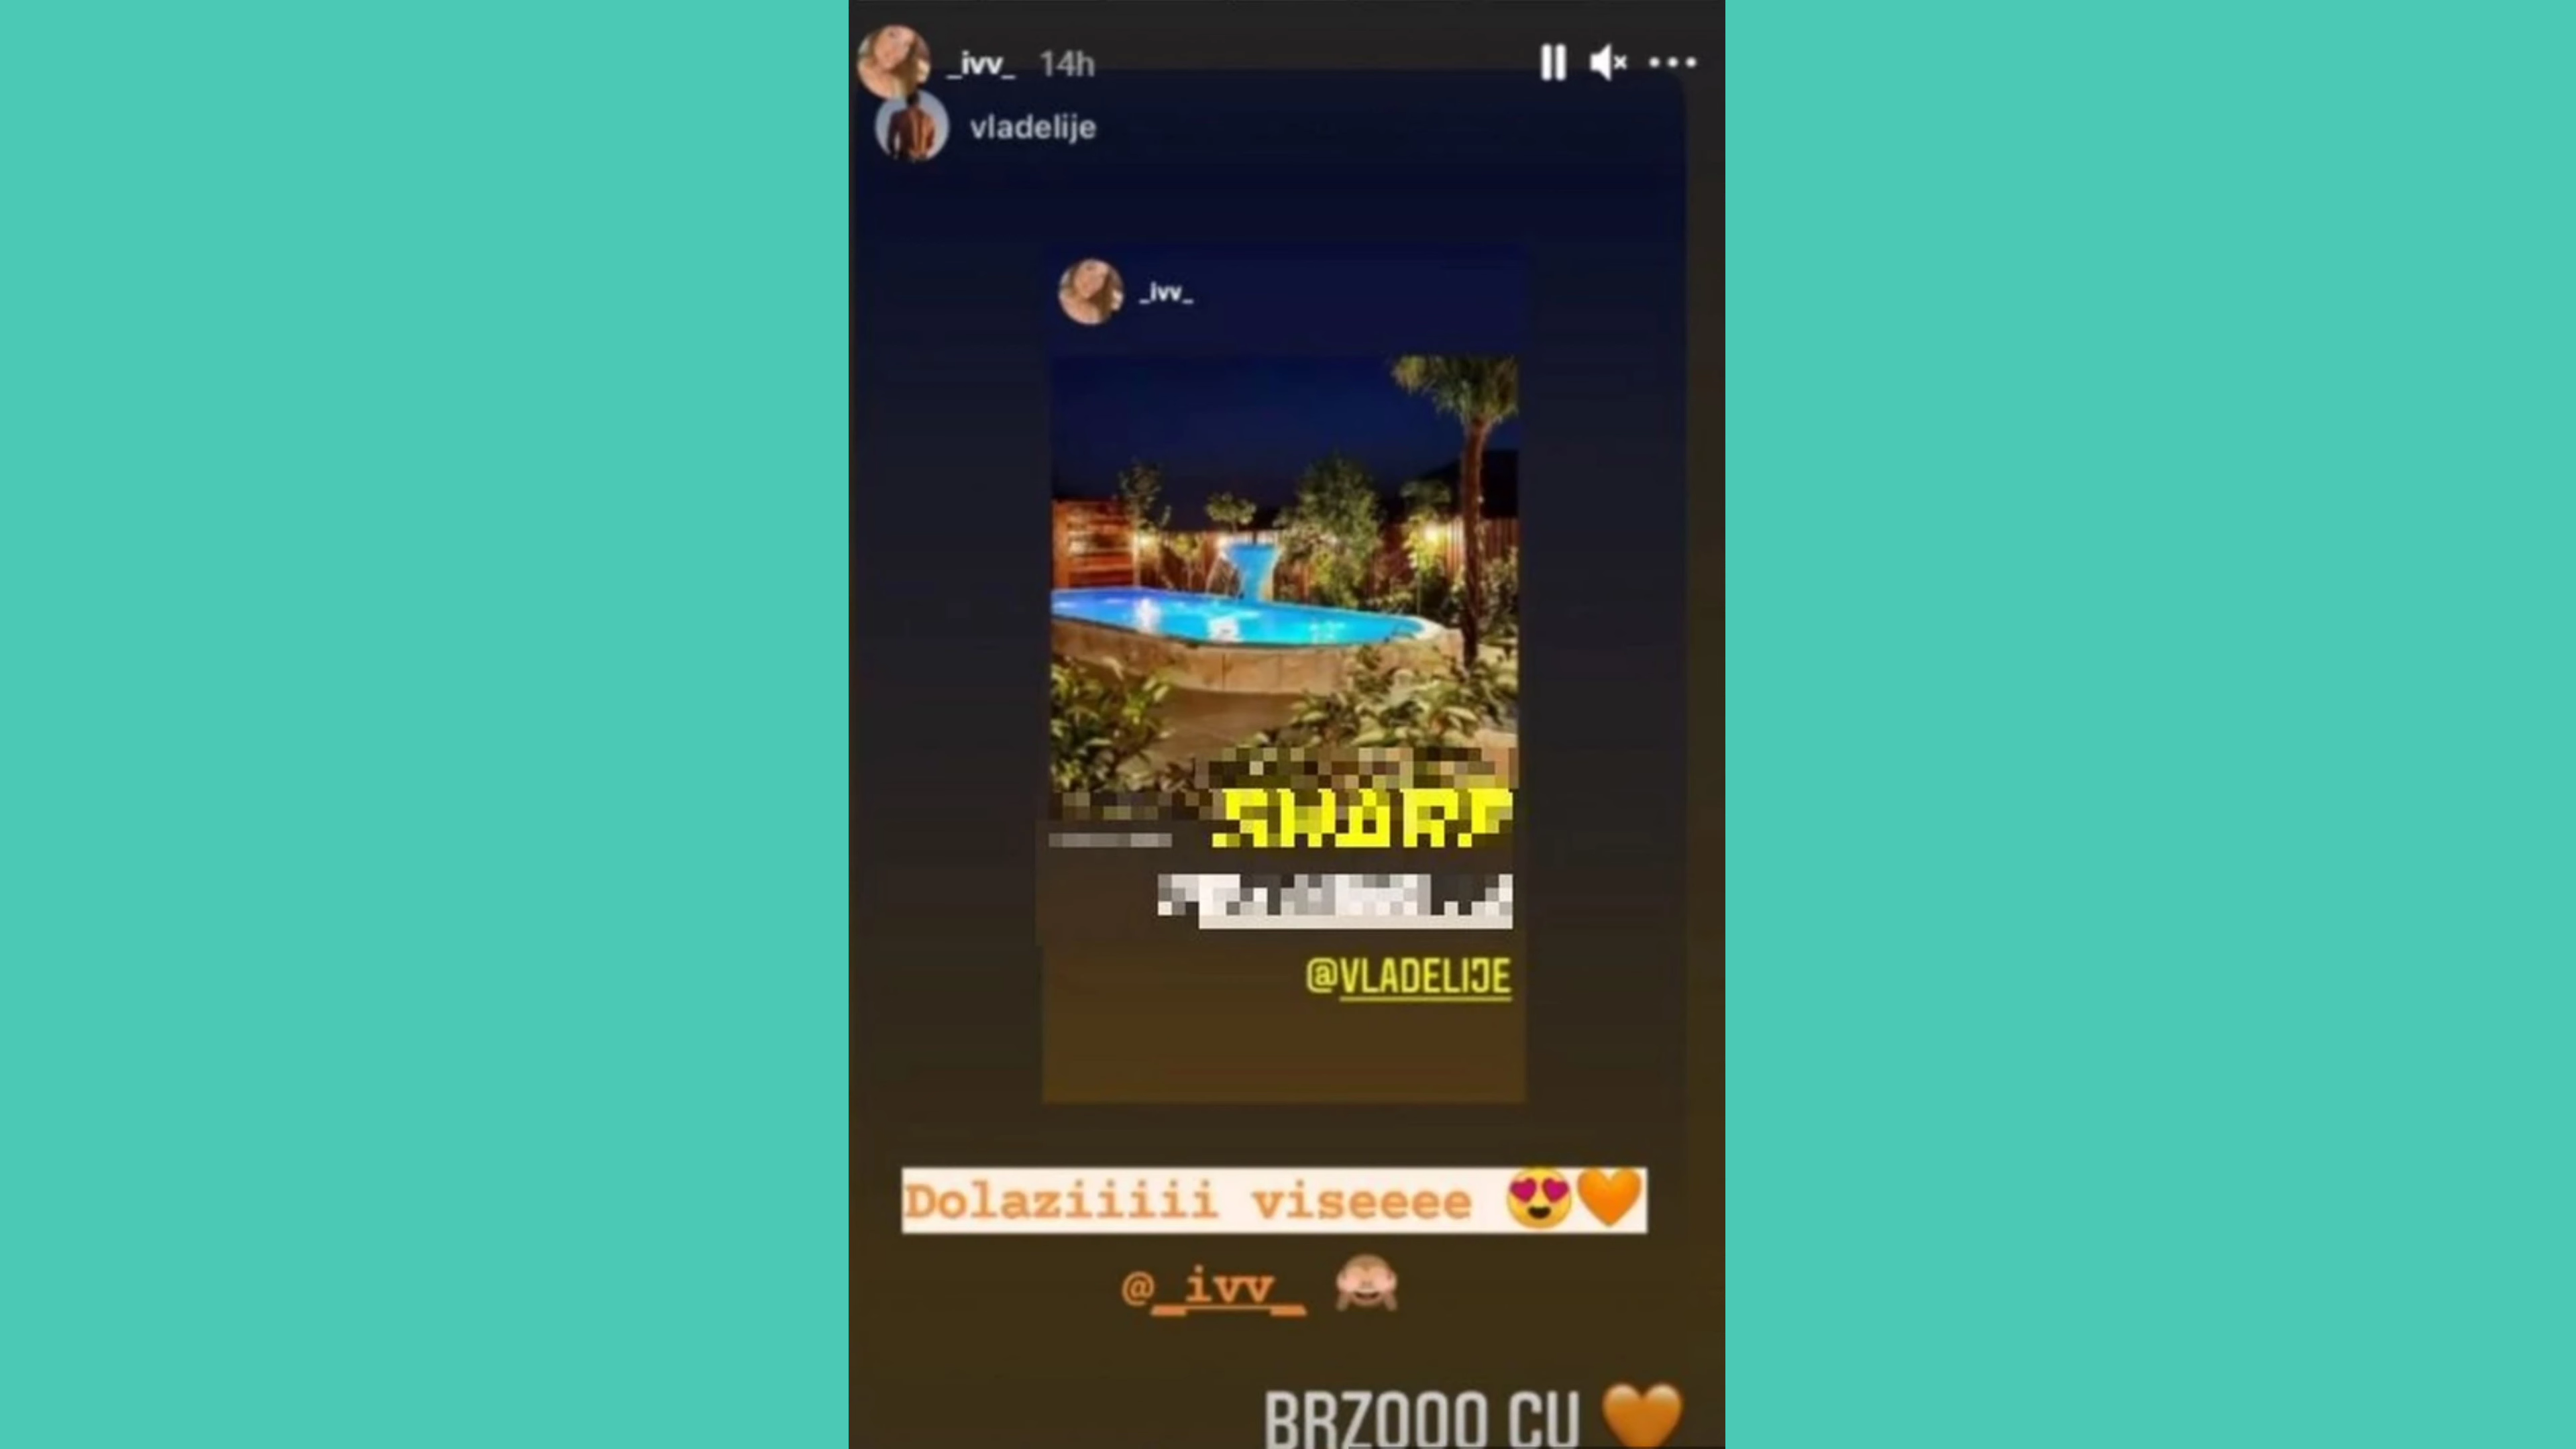 _ivv_ 14h
vladelije
_ivv_
@VLADELIJE
Dolaziiiii viseeee 😍🧡
@_ivv_ 🙈
BRZOOO CU 🧡